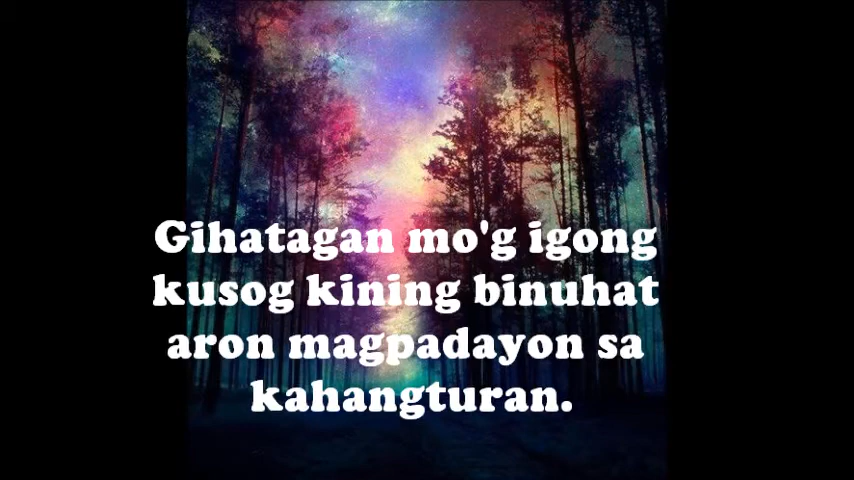 Gihatagan mo'g igong
kusog kining binuhat
aron magpadayon sa
kahangturan.